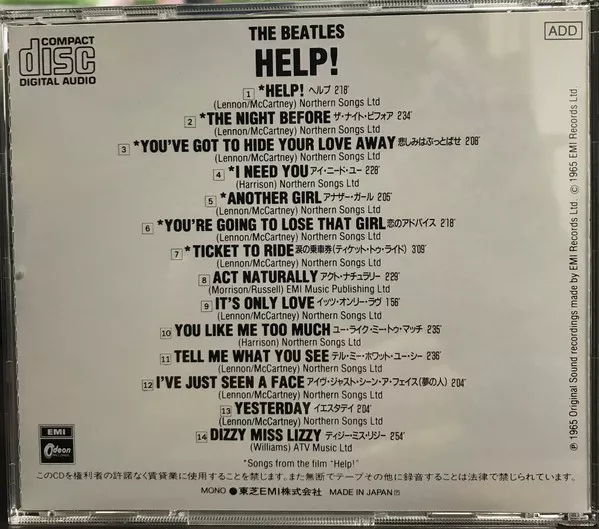 COMPACT
disc
DIGITAL AUDIO
THE BEATLES
HELP!
ADD
1 *HELP! ヘルプ 2'18"
(Lennon/McCartney) Northern Songs Ltd
2 *THE NIGHT BEFORE ザ・ナイト・ビフォア 2'34"
(Lennon/McCartney) Northern Songs Ltd
3 *YOU'VE GOT TO HIDE YOUR LOVE AWAY 悲しみはぶっとばせ 2'08"
(Lennon/McCartney) Northern Songs Ltd
4 *I NEED YOU アイ・ニード・ユー 2'28"
(Harrison) Northern Songs Ltd
5 *ANOTHER GIRL アナザー・ガール 2'05"
(Lennon/McCartney) Northern Songs Ltd
6 *YOU'RE GOING TO LOSE THAT GIRL 恋のアドバイス 2'18"
(Lennon/McCartney) Northern Songs Ltd
7 *TICKET TO RIDE 涙の乗車券(ティケット・トゥ・ライド) 3'09"
(Lennon/McCartney) Northern Songs Ltd
8 ACT NATURALLY アクト・ナチュラリー 2'29"
(Morrison/Russell) EMI Music Publishing Ltd
9 IT'S ONLY LOVE イッツ・オンリー・ラヴ 1'56"
(Lennon/McCartney) Northern Songs Ltd
10 YOU LIKE ME TOO MUCH ユー・ライク・ミー・トゥ・マッチ 2'35"
(Harrison) Northern Songs Ltd
11 TELL ME WHAT YOU SEE テル・ミー・ホワット・ユー・シー 2'36"
(Lennon/McCartney) Northern Songs Ltd
12 I'VE JUST SEEN A FACE アイヴ・ジャスト・シーン・ア・フェイス(夢の人) 2'04"
(Lennon/McCartney) Northern Songs Ltd
13 YESTERDAY イエスタデイ 2'04"
(Lennon/McCartney) Northern Songs Ltd
14 DIZZY MISS LIZZY ディジー・ミス・リジー 2'54"
(Williams) ATV Music Ltd
*Songs from the film "Help!"
EMI
Odeon
このCDを権利者の許諾なく賃貸業に使用することを禁じます。また無断でテープその他に録音することは法律で禁じられています。
MONO ●東芝EMI株式会社 MADE IN JAPAN
℗ 1965 Original Sound recordings made by EMI Records Ltd © 1965 EMI Records Ltd